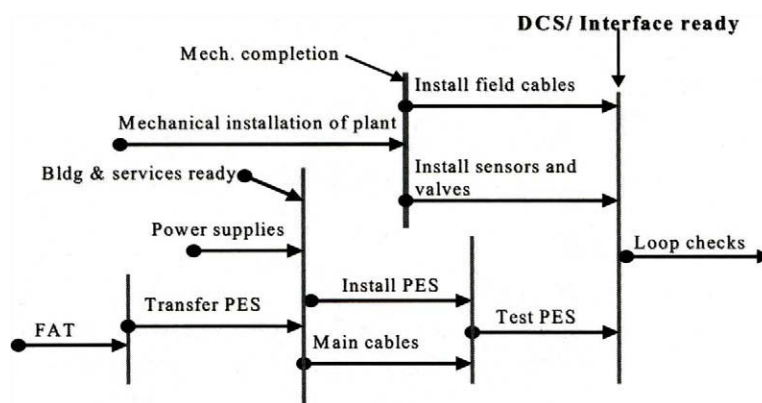 DCS/ Interface ready
Mech. completion
Install field cables
Mechanical installation of plant
Install sensors and
valves
Bldg & services ready
Power supplies
Loop checks
Install PES
Transfer PES
Test PES
FAT
Main cables